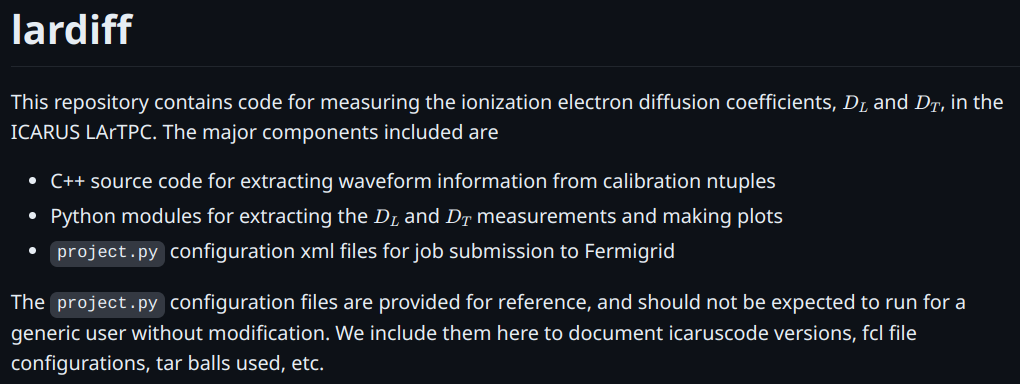 lardiff
This repository contains code for measuring the ionization electron diffusion coefficients, D_L and D_T, in the
ICARUS LArTPC. The major components included are
• C++ source code for extracting waveform information from calibration ntuples
• Python modules for extracting the D_L and D_T measurements and making plots
• project.py configuration xml files for job submission to Fermigrid
The project.py configuration files are provided for reference, and should not be expected to run for a
generic user without modification. We include them here to document icaruscode versions, fcl file
configurations, tar balls used, etc.